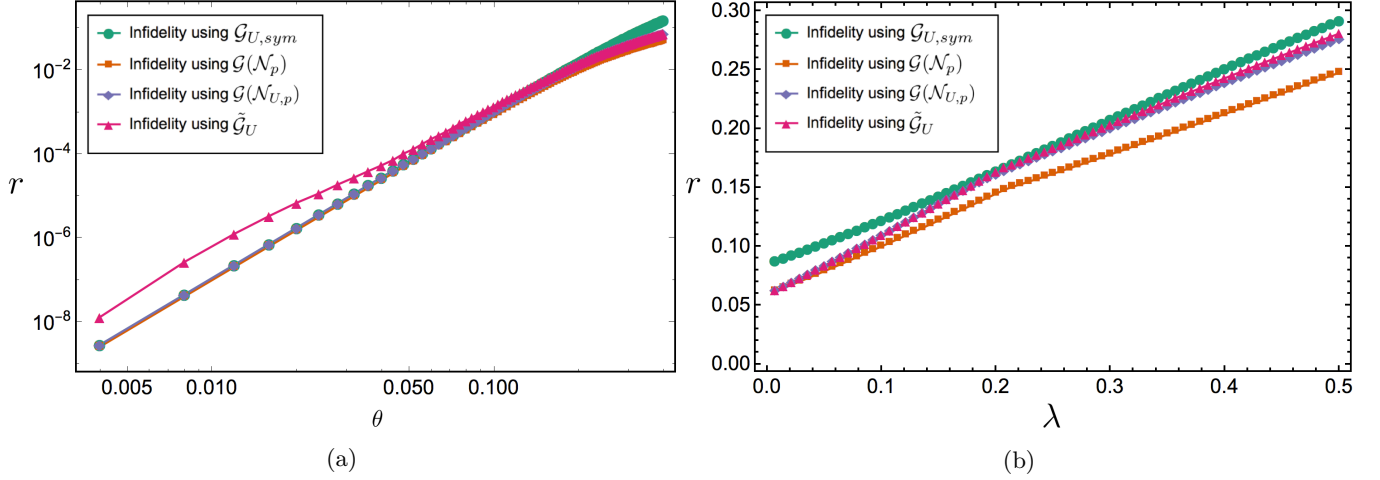 Infidelity using 𝒢_{U,sym}
Infidelity using 𝒢(𝒩_p)
Infidelity using 𝒢(𝒩_{U,p})
Infidelity using 𝒢̃_U
10⁻²
10⁻⁴
10⁻⁶
10⁻⁸
r
0.005 0.010 0.050 0.100
θ
(a)
Infidelity using 𝒢_{U,sym}
Infidelity using 𝒢(𝒩_p)
Infidelity using 𝒢(𝒩_{U,p})
Infidelity using 𝒢̃_U
0.30
0.25
0.20
0.15
0.10
0.05
0.00
r
0.0 0.1 0.2 0.3 0.4 0.5
λ
(b)